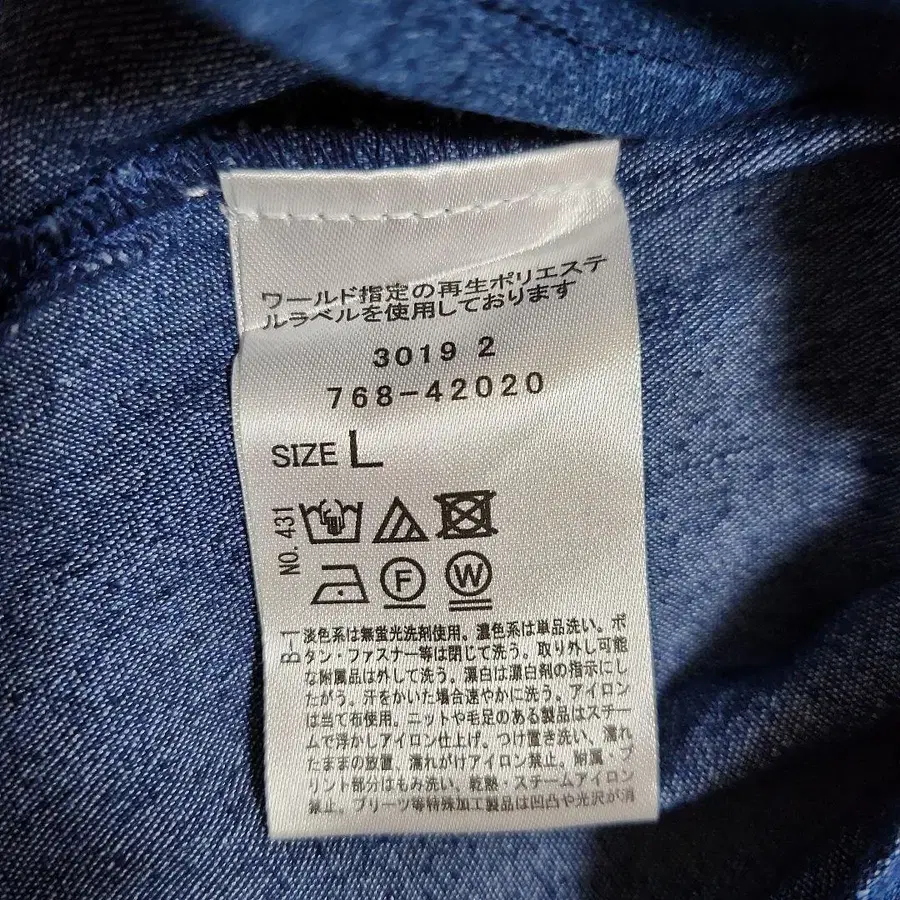 ワールド指定の再生ポリエステ
ルラベルを使用しております
3019 2
768-42020
SIZE L
NO. 431
F
W
B-1
淡色系は無蛍光洗剤使用。濃色系は単品洗い。ボ
タン・ファスナー等は閉じて洗う。取り外し可能
な附属品は外して洗う。漂白は漂白剤の指示にし
たがう。汗をかいた場合速やかに洗う。アイロン
は当て布使用。ニットや毛足のある製品はスチー
ムで浮かしアイロン仕上げ。つけ置き洗い、濡れ
たままの放置、濡れがけアイロン禁止。附属・プ
リント部分はもみ洗い、乾熱・スチームアイロン
禁止。プリーツ等特殊加工製品は凹凸や光沢が消